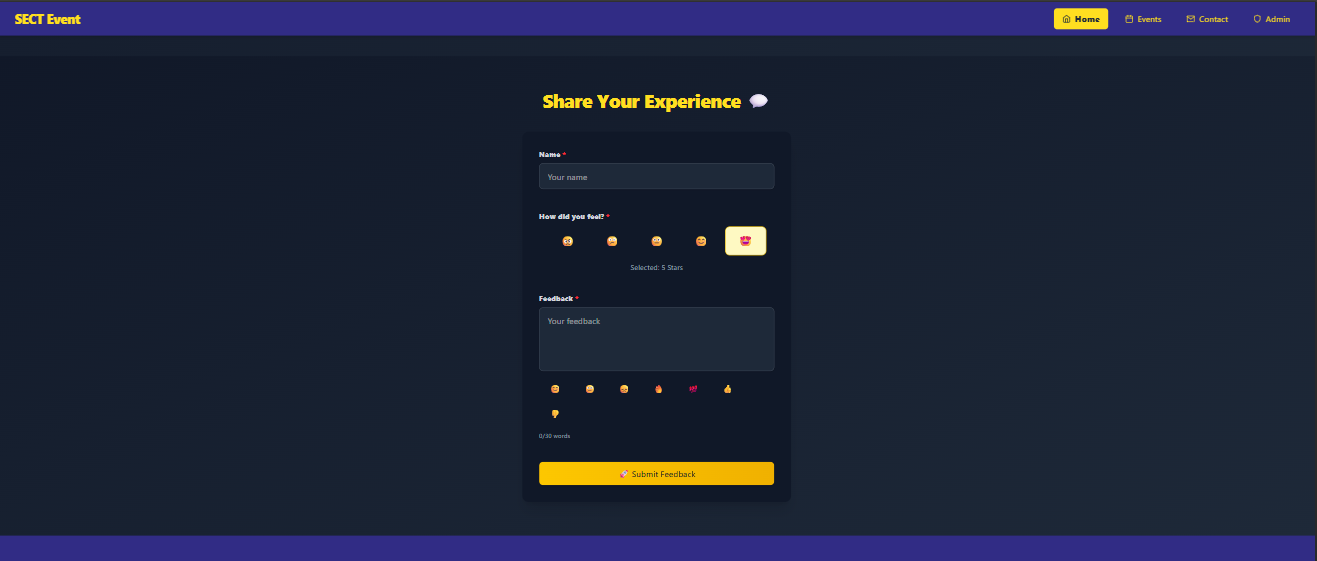 SECT Event
Home
Events
Contact
Admin
Share Your Experience 💬
Name *
Your name
How did you feel? *
Selected: 5 Stars
Feedback *
Your feedback
0/30 words
🚀 Submit Feedback